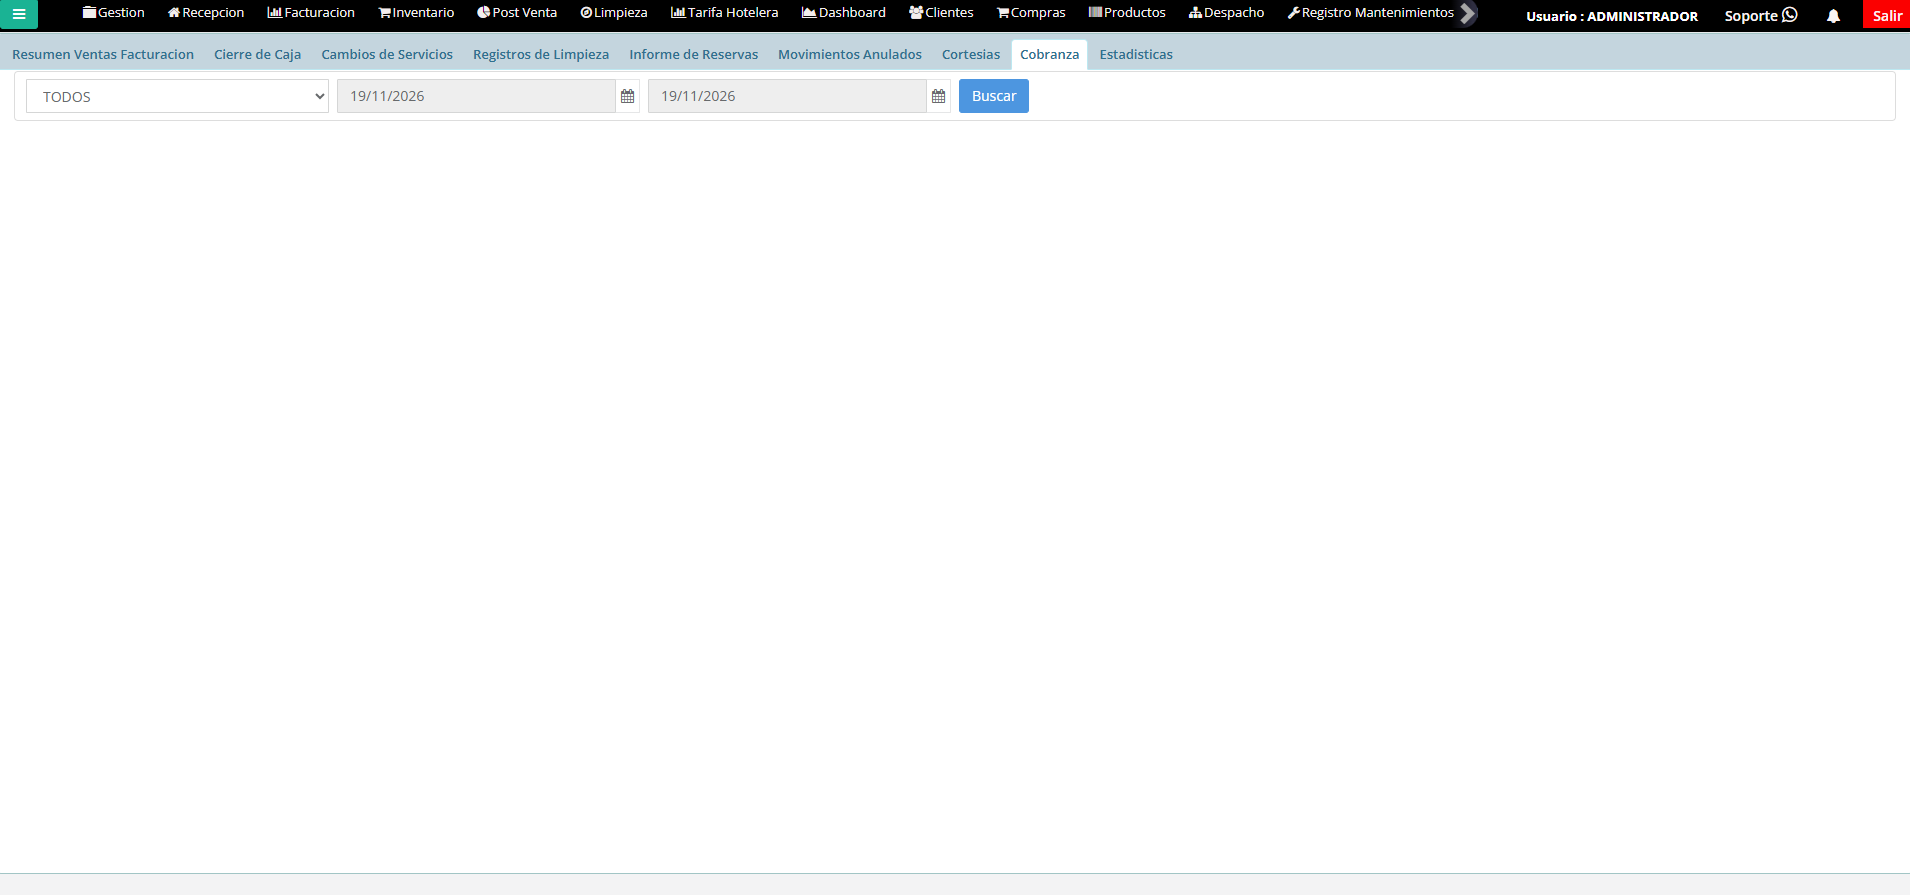 Gestion Recepcion Facturacion Inventario Post Venta Limpieza Tarifa Hotelera Dashboard Clientes Compras Productos Despacho Registro Mantenimientos Usuario : ADMINISTRADOR Soporte Salir
Resumen Ventas Facturacion Cierre de Caja Cambios de Servicios Registros de Limpieza Informe de Reservas Movimientos Anulados Cortesias Cobranza Estadisticas
TODOS 19/11/2026 19/11/2026 Buscar